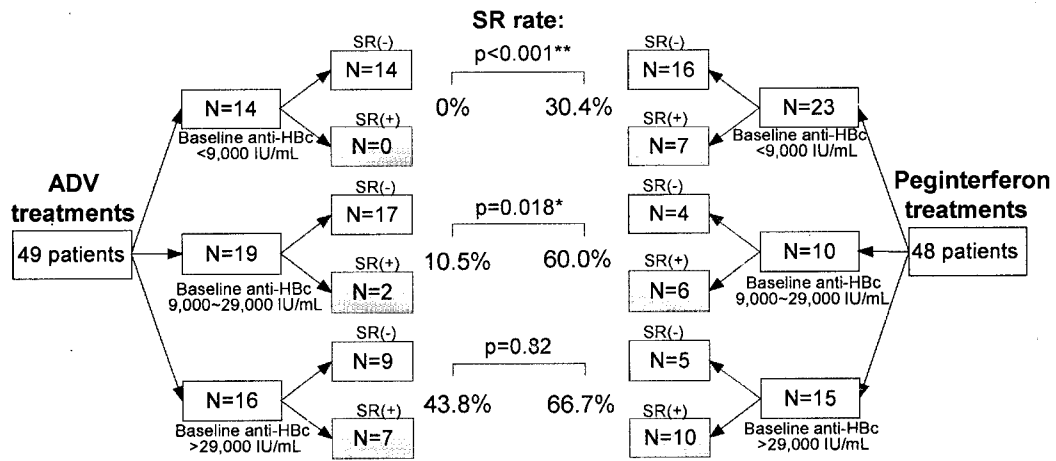 SR rate:
SR(-)
N=14
p<0.001**
SR(-)
N=16
N=14
0%
30.4%
N=23
Baseline anti-HBc
<9,000 IU/mL
SR(+)
N=0
SR(+)
N=7
Baseline anti-HBc
<9,000 IU/mL
ADV
treatments
49 patients
SR(-)
N=17
p=0.018*
SR(-)
N=4
Peginterferon
treatments
48 patients
N=19
10.5%
60.0%
N=10
Baseline anti-HBc
9,000~29,000 IU/mL
SR(+)
N=2
SR(+)
N=6
Baseline anti-HBc
9,000~29,000 IU/mL
SR(-)
N=9
p=0.82
SR(-)
N=5
N=16
43.8%
66.7%
N=15
Baseline anti-HBc
>29,000 IU/mL
SR(+)
N=7
SR(+)
N=10
Baseline anti-HBc
>29,000 IU/mL